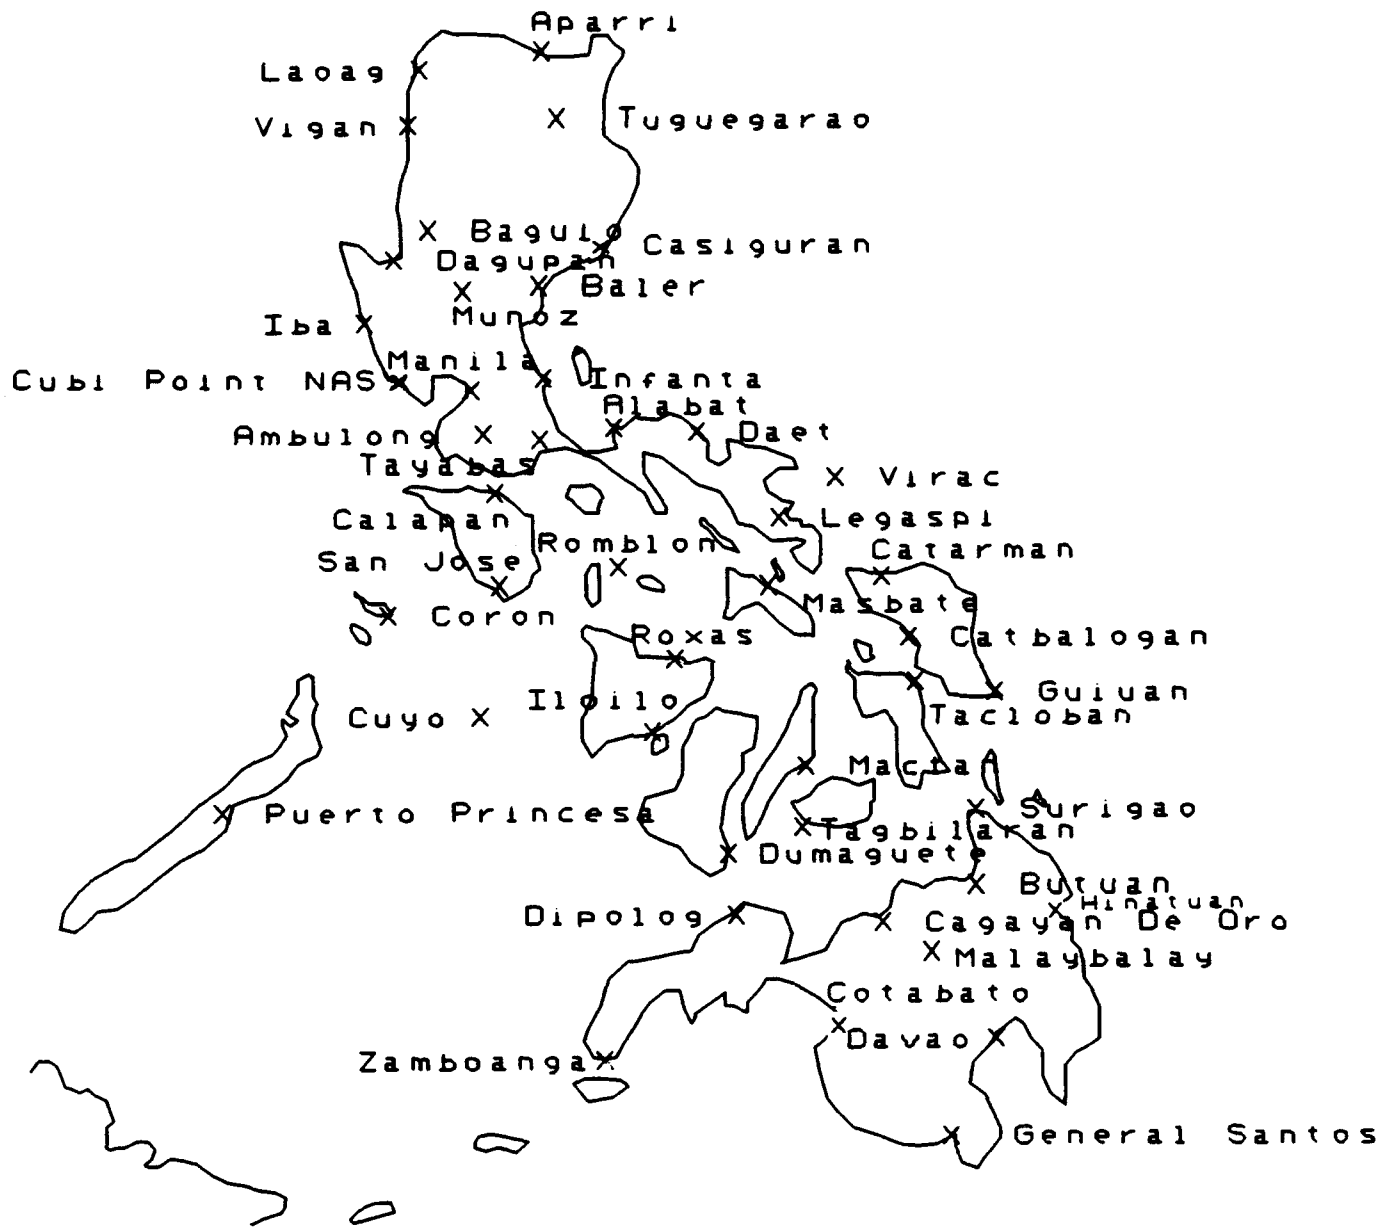 Aparri
Laoag
Vigan
Tuguegarao
Baguio
Casiguran
Dagupan
Baler
Munoz
Iba
Manila
Cubi Point NAS
Infanta
Alabat
Ambulong
Daet
Tayabas
Virac
Calapan
Legaspi
Romblon
Catarman
San Jose
Masbate
Coron
Roxas
Catbalogan
Guiuan
Iloilo
Cuyo
Tacloban
Mactan
Surigao
Puerto Princesa
Tagbilaran
Dumaguete
Butuan
Hinatuan
Dipolog
Cagayan De Oro
Malaybalay
Cotabato
Davao
Zamboanga
General Santos